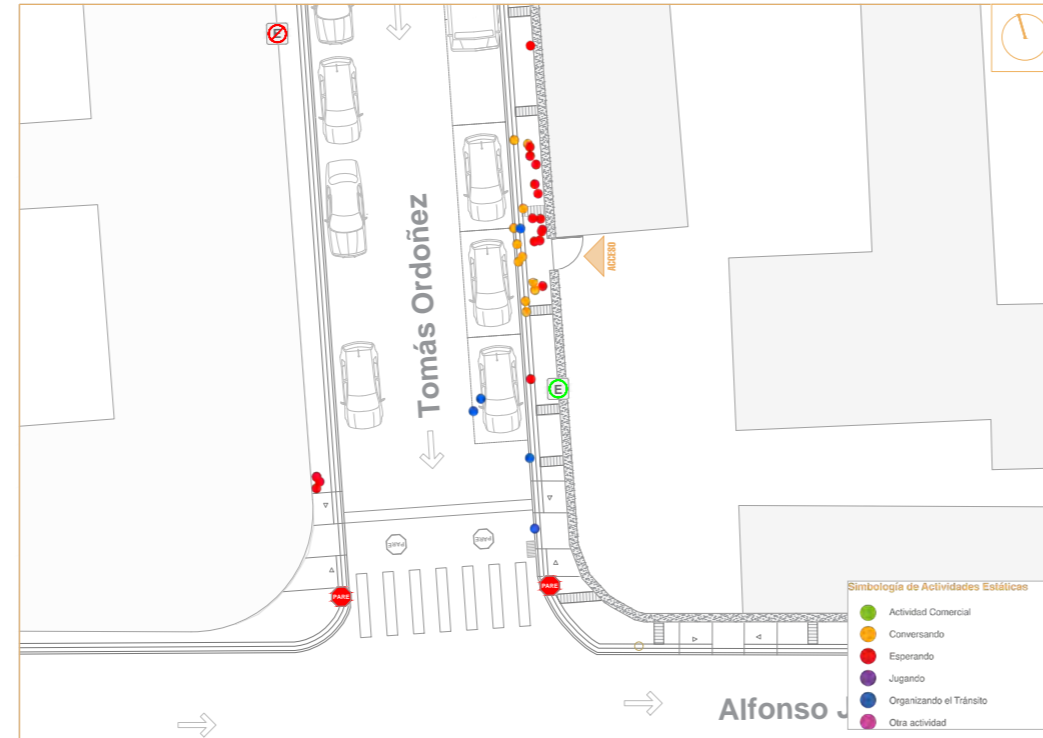 E
Tomás Ordoñez
ACCESO
E
PARE
PARE
PARE
PARE
Alfonso J
Simbología de Actividades Estáticas
Actividad Comercial
Conversando
Esperando
Jugando
Organizando el Tránsito
Otra actividad